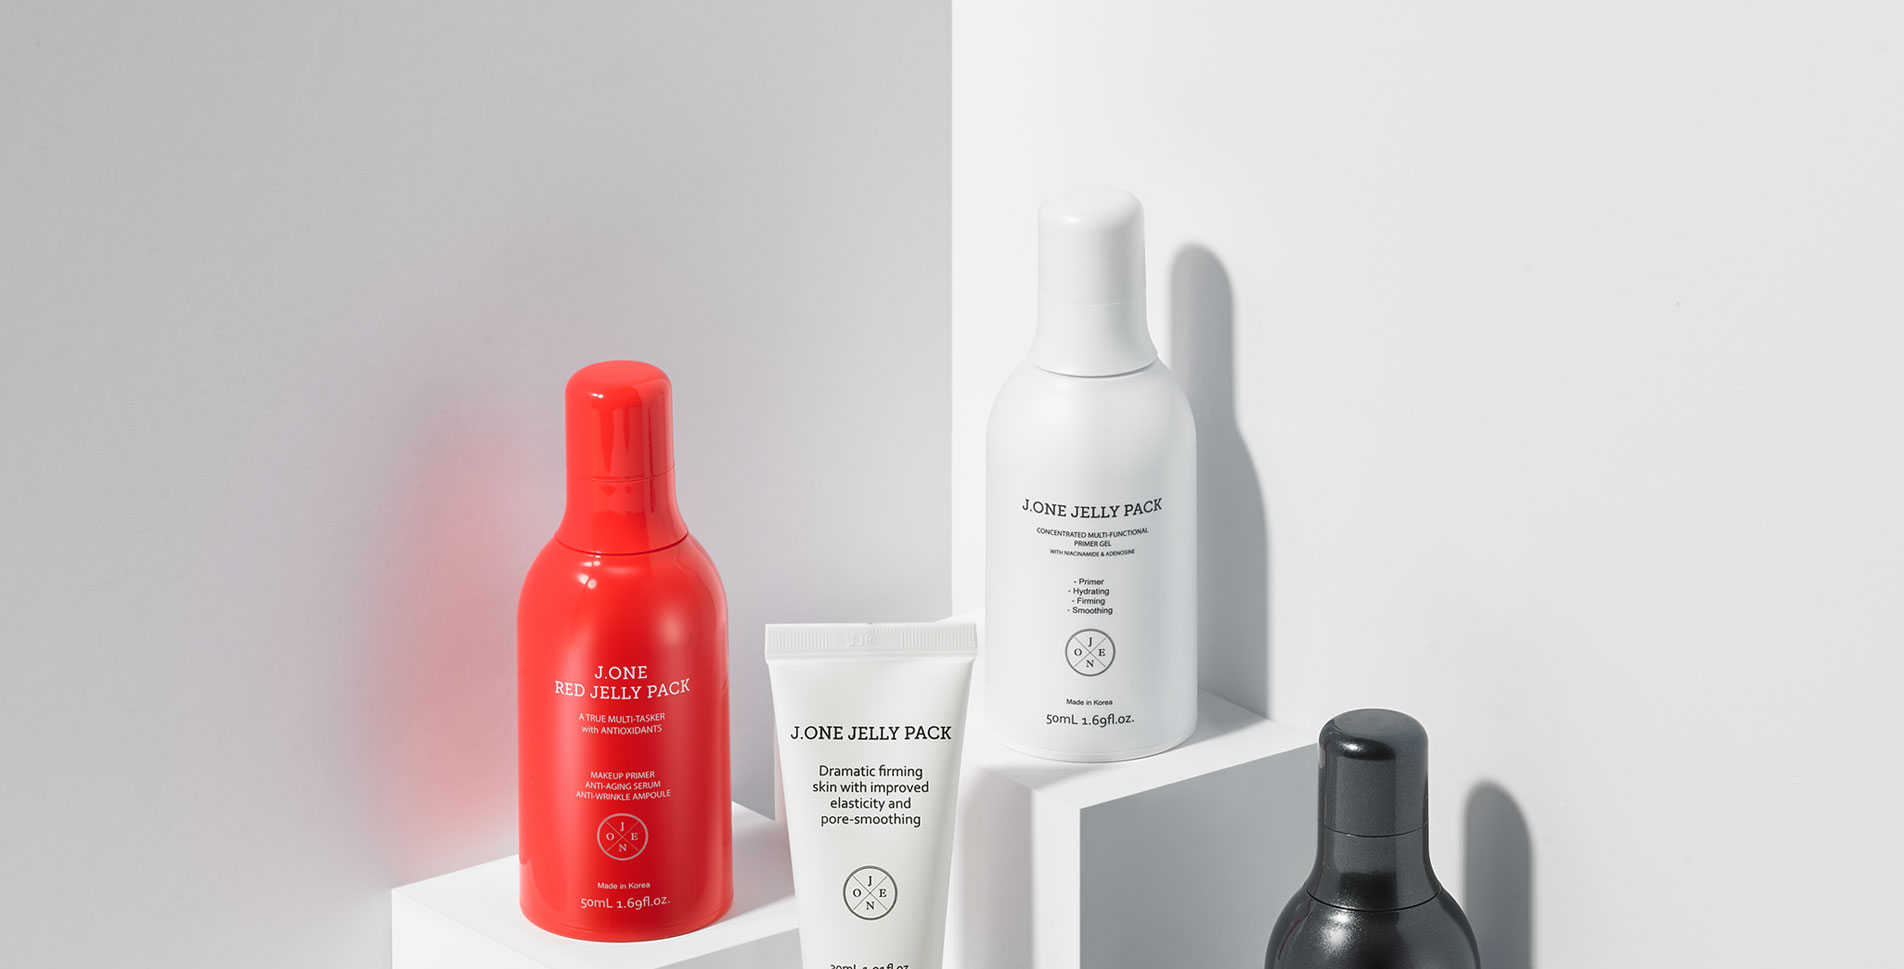 J.ONE
RED JELLY PACK
A TRUE MULTI-TASKER
with ANTIOXIDANTS
MAKEUP PRIMER
ANTI-AGING SERUM
ANTI-WRINKLE AMPOULE
J
O E
N
Made in Korea
50mL 1.69fl.oz.
J.ONE JELLY PACK
Dramatic firming
skin with improved
elasticity and
pore-smoothing
J
O E
N
J.ONE JELLY PACK
CONCENTRATED MULTI-FUNCTIONAL
PRIMER GEL
WITH NIACINAMIDE & ADENOSINE
- Primer
- Hydrating
- Firming
- Smoothing
J
O E
N
Made in Korea
50mL 1.69fl.oz.